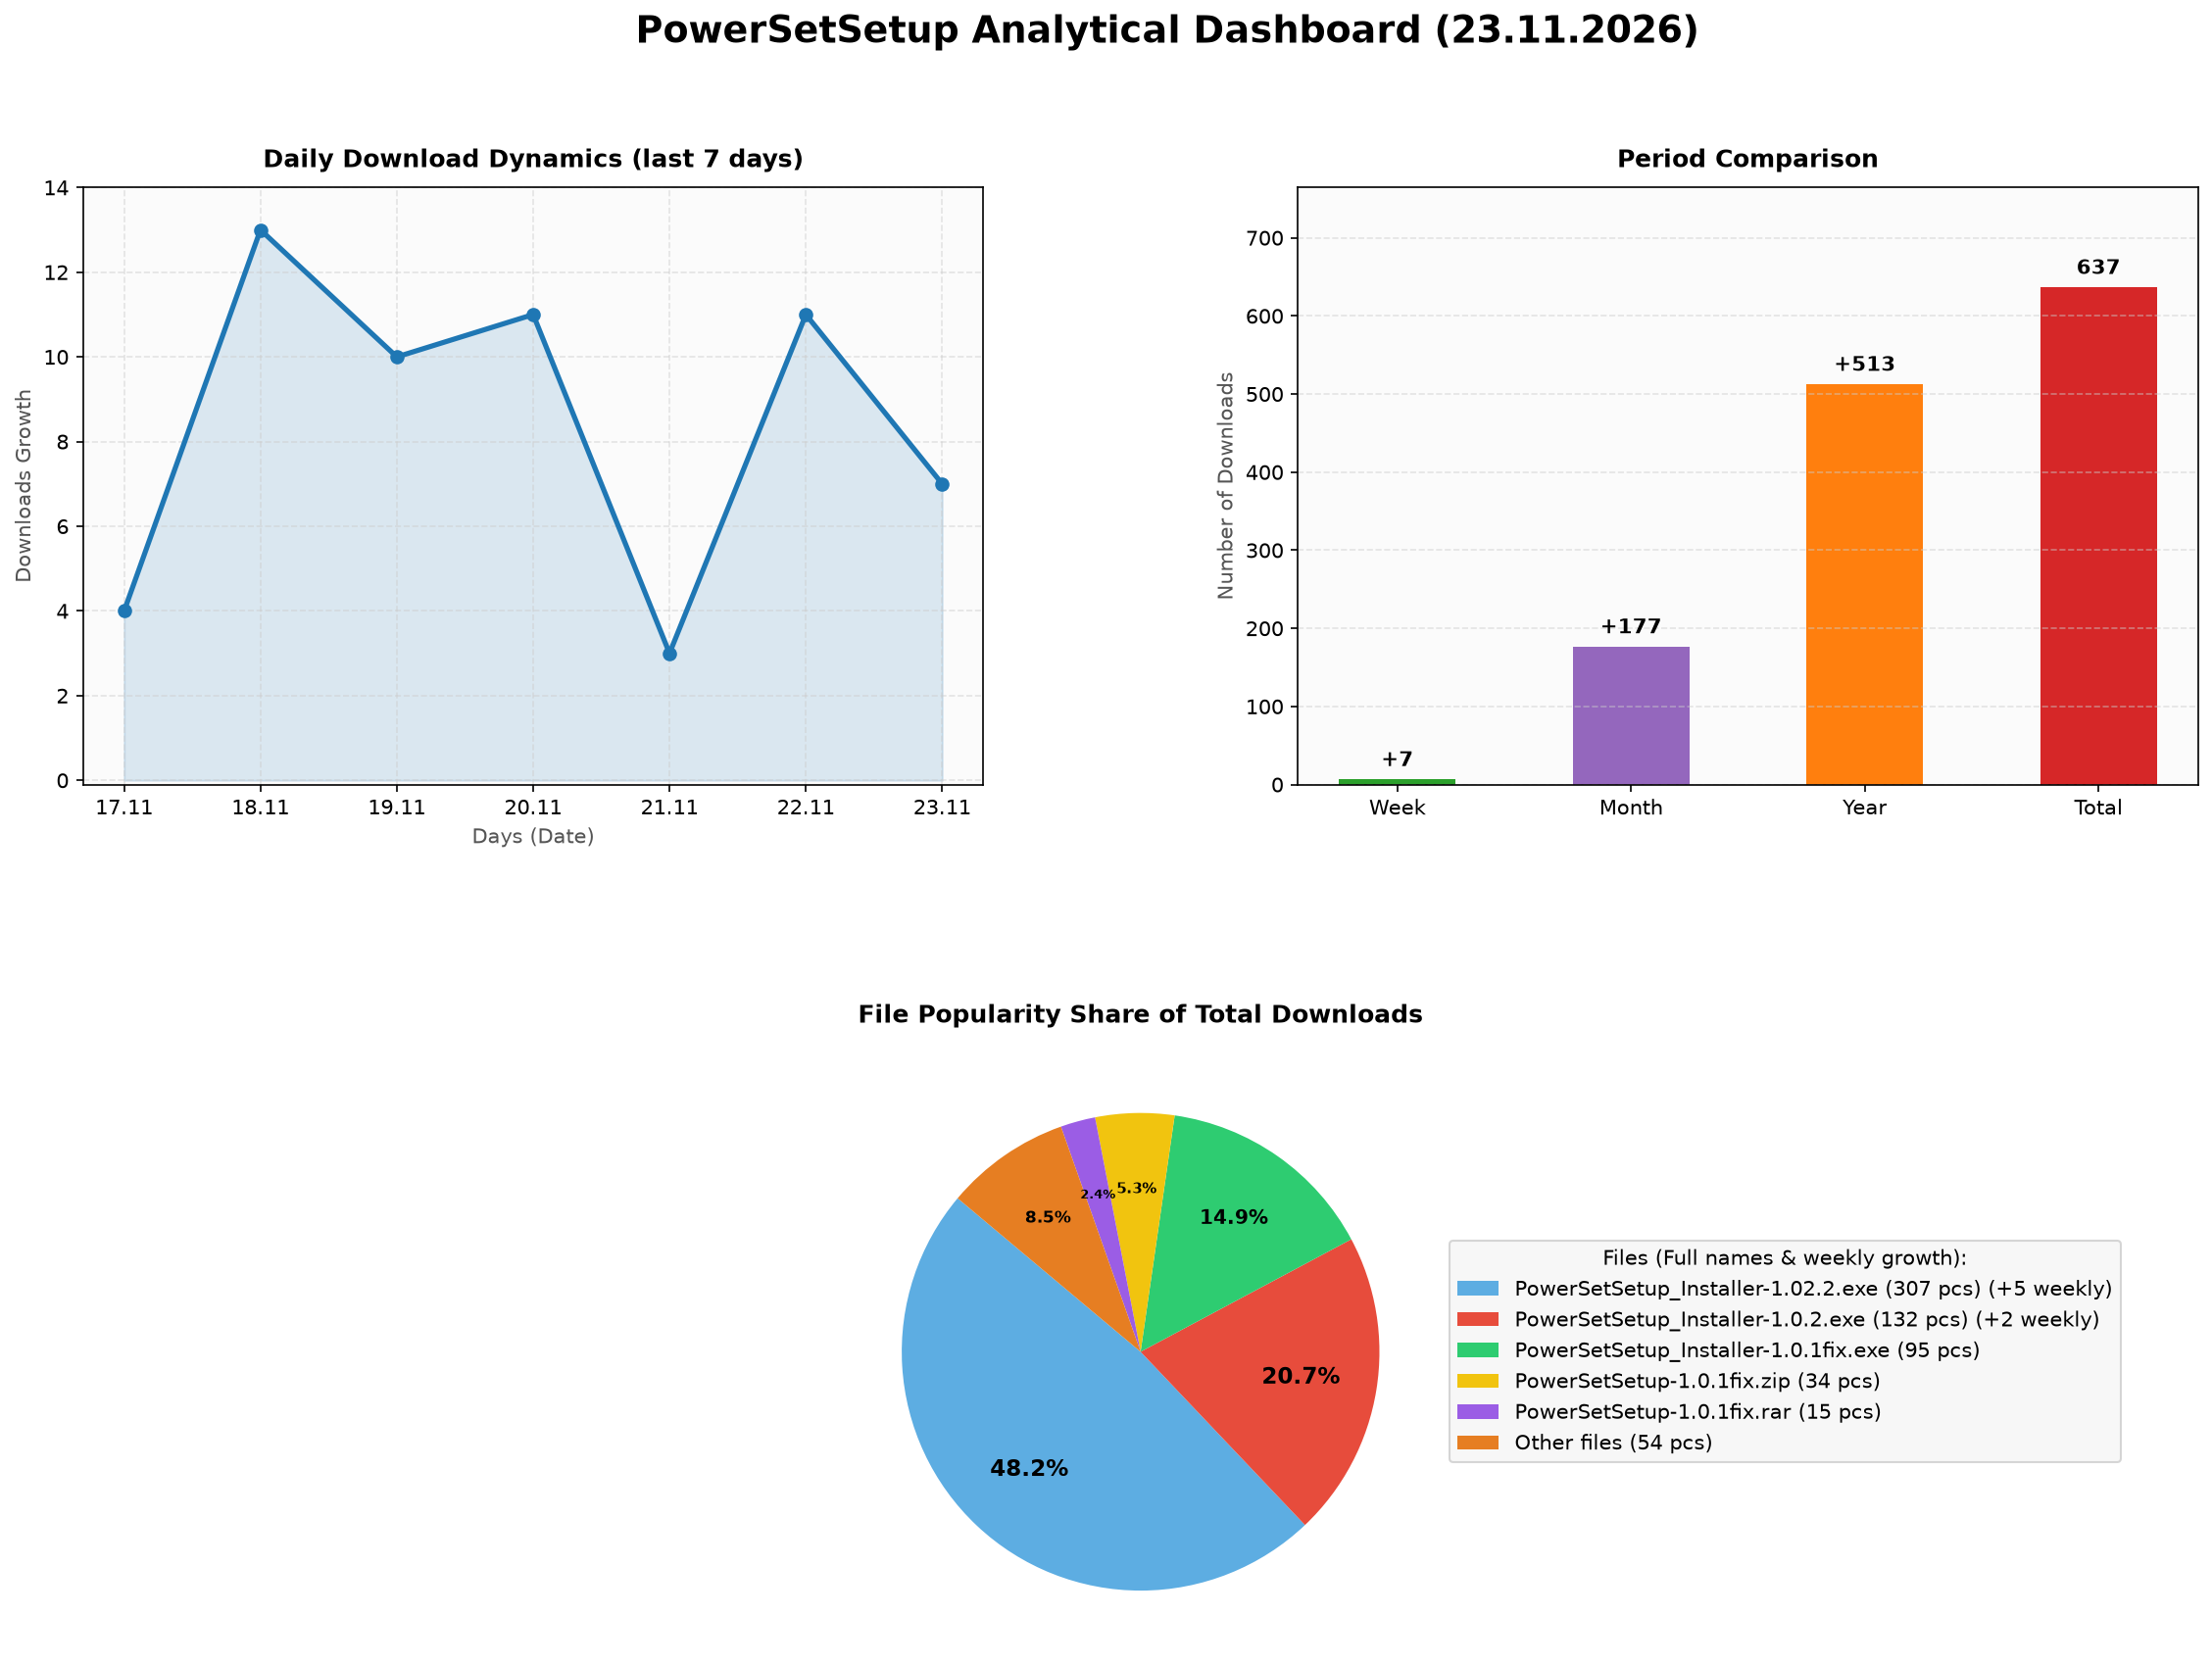 PowerSetSetup Analytical Dashboard (23.11.2026)
Daily Download Dynamics (last 7 days)
Downloads Growth
14
12
10
8
6
4
2
0
17.11 18.11 19.11 20.11 21.11 22.11 23.11
Days (Date)
Period Comparison
Number of Downloads
700
600
500
400
300
200
100
0
+7
+177
+513
637
Week Month Year Total
File Popularity Share of Total Downloads
8.5%
2.4%
5.3%
14.9%
20.7%
48.2%
Files (Full names & weekly growth):
PowerSetSetup_Installer-1.02.2.exe (307 pcs) (+5 weekly)
PowerSetSetup_Installer-1.0.2.exe (132 pcs) (+2 weekly)
PowerSetSetup_Installer-1.0.1fix.exe (95 pcs)
PowerSetSetup-1.0.1fix.zip (34 pcs)
PowerSetSetup-1.0.1fix.rar (15 pcs)
Other files (54 pcs)